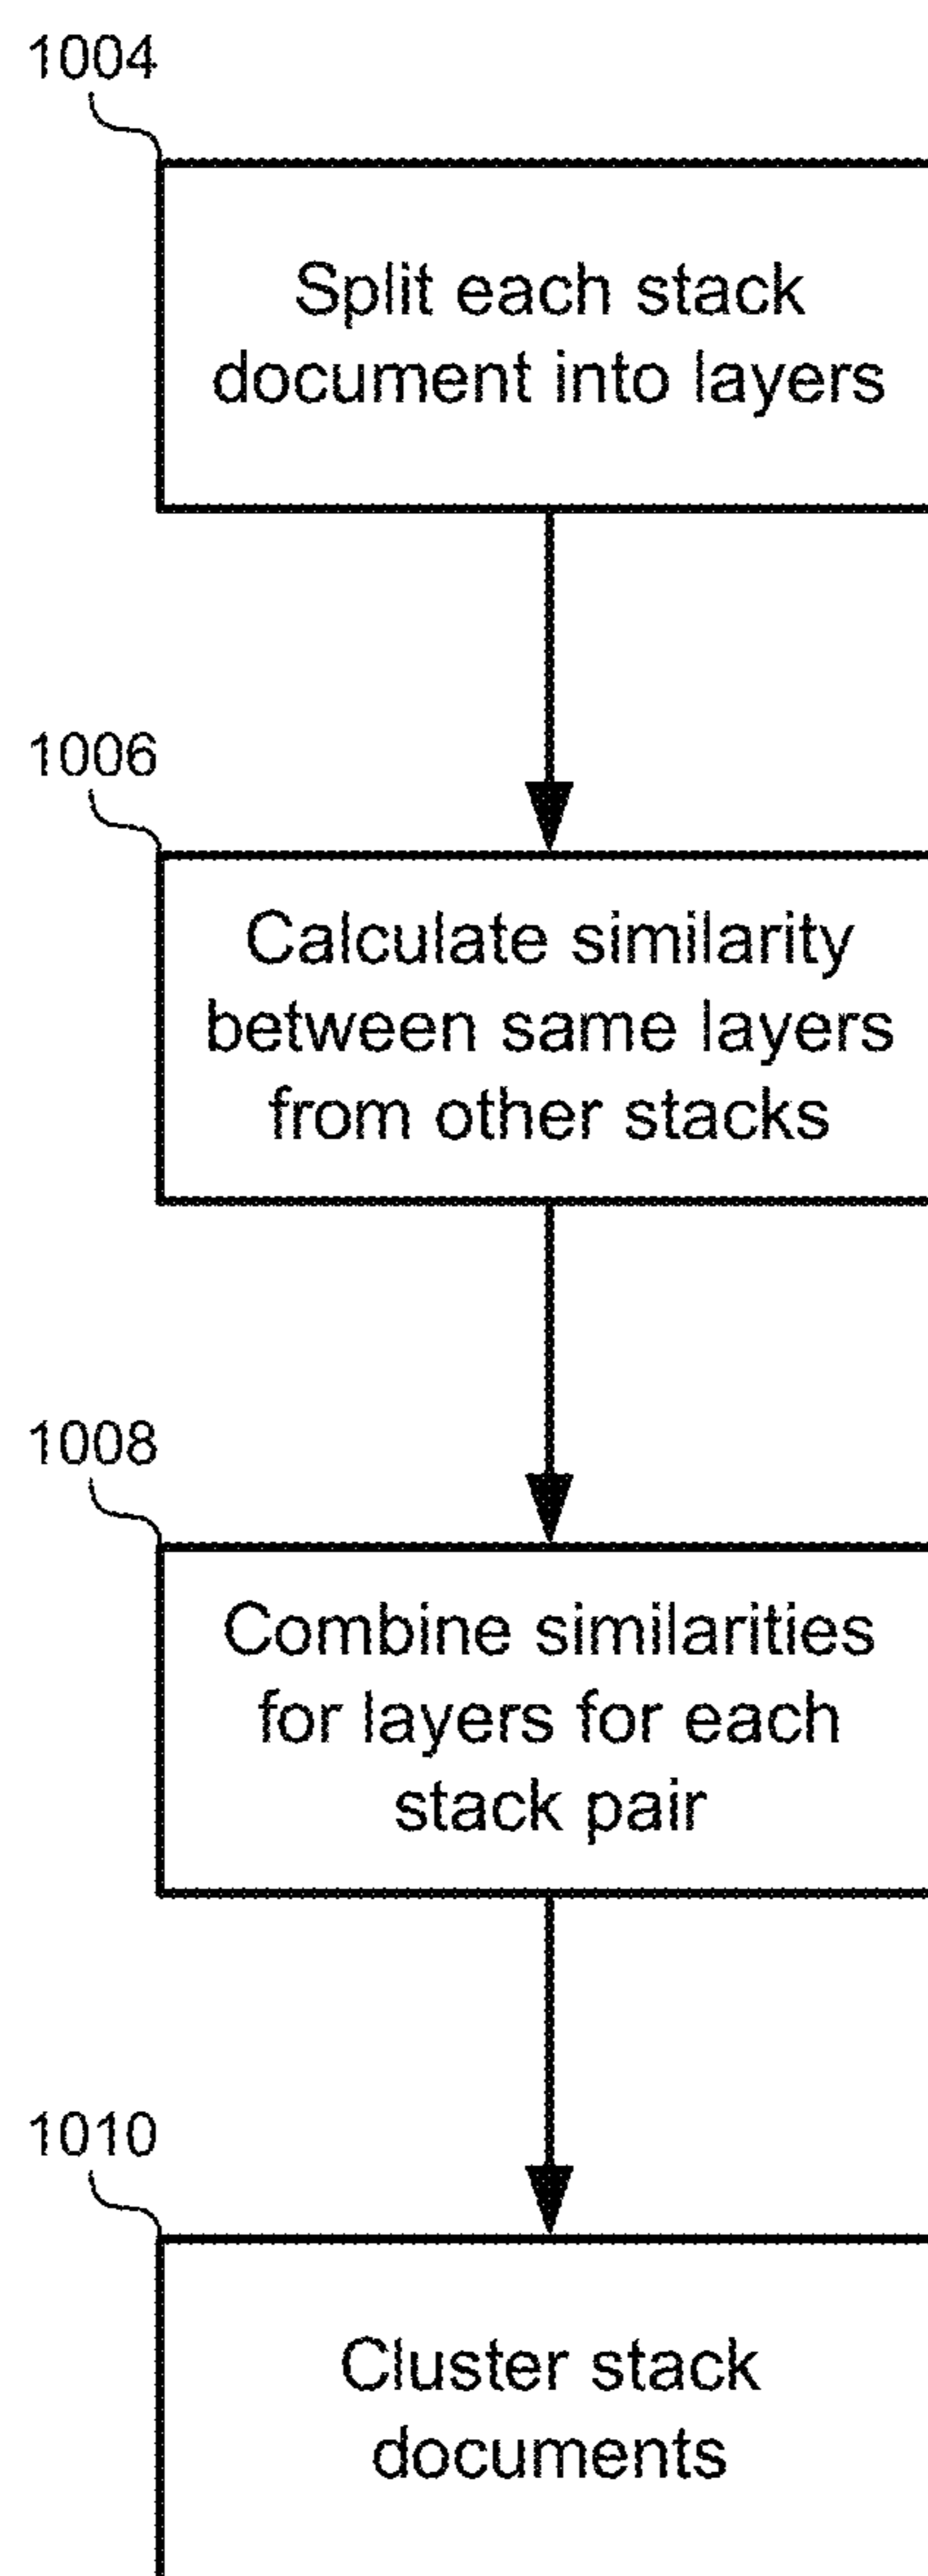 1004
Split each stack
document into layers
1006
Calculate similarity
between same layers
from other stacks
1008
Combine similarities
for layers for each
stack pair
1010
Cluster stack
documents